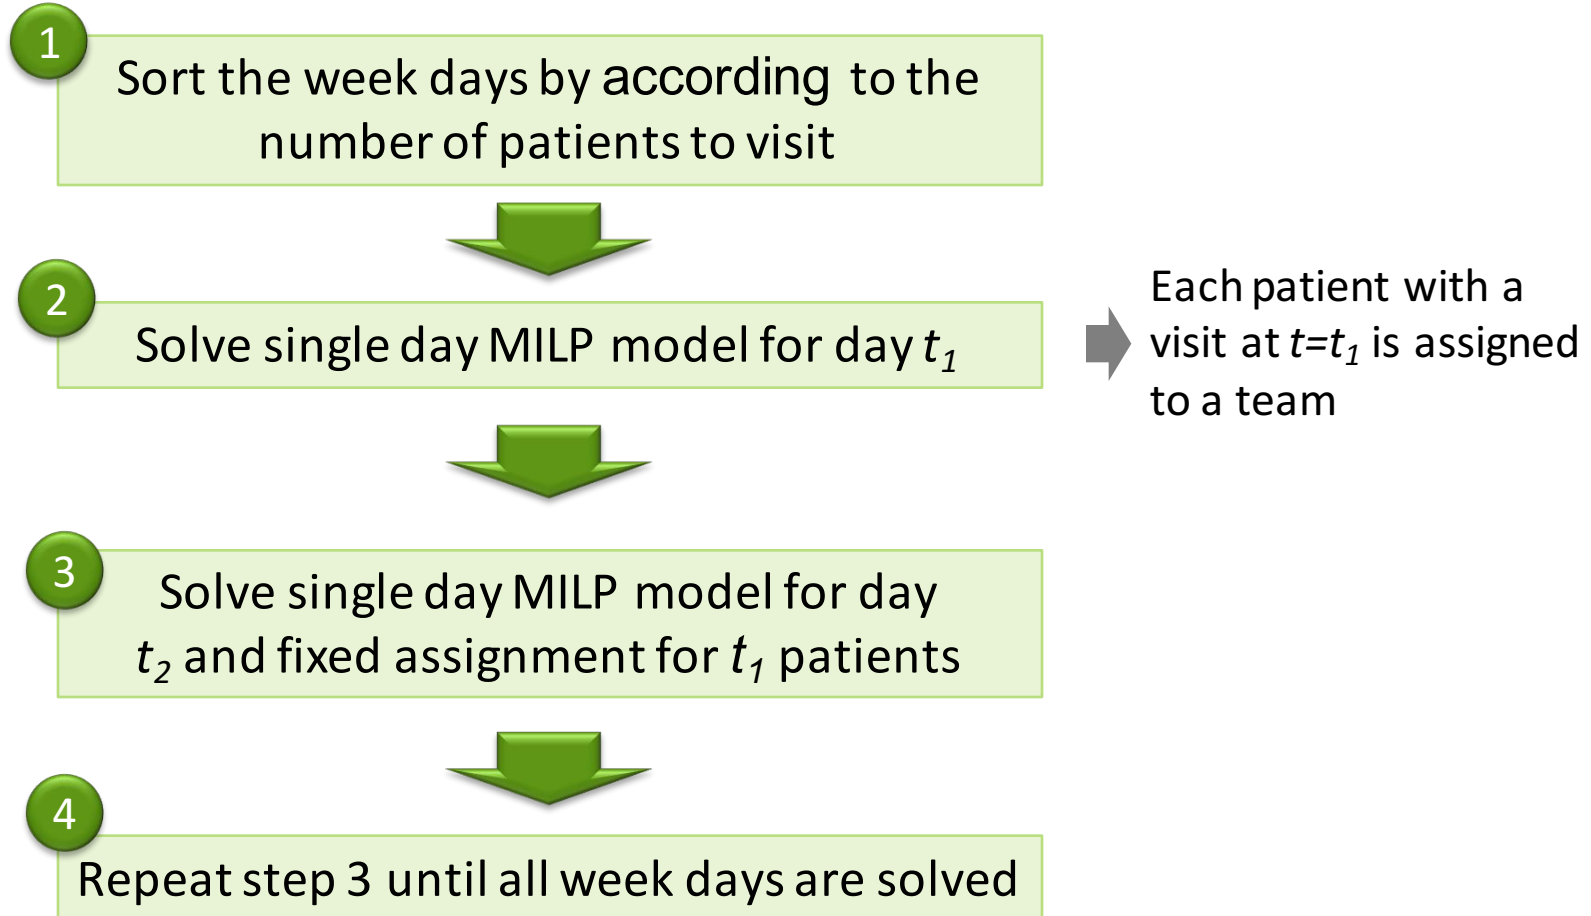 1
Sort the week days by according to the
number of patients to visit
2
Solve single day MILP model for day t1
Each patient with a
visit at t=t1 is assigned
to a team
3
Solve single day MILP model for day
t2 and fixed assignment for t1 patients
4
Repeat step 3 until all week days are solved